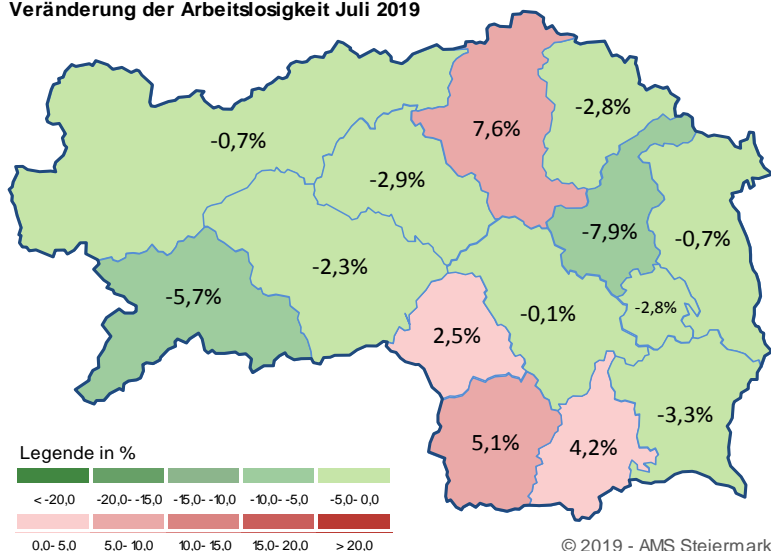 Veränderung der Arbeitslosigkeit Juli 2019
-2,8%
7,6%
-0,7%
-2,9%
-7,9%
-0,7%
-2,3%
-5,7%
-2,8%
-0,1%
2,5%
-3,3%
5,1%
4,2%
Legende in %
< -20,0 -20,0- -15,0 -15,0- -10,0 -10,0- -5,0 -5,0- 0,0
0,0- 5,0 5,0- 10,0 10,0- 15,0 15,0- 20,0 > 20,0
© 2019 - AMS Steiermark